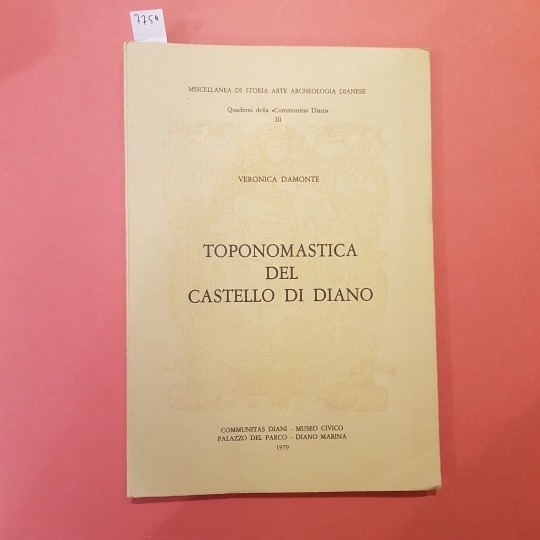 775°
MISCELLANEA DI STORIA ARTE ARCHEOLOGIA DIANESE
Quaderni della «Communitas Diani»
III
VERONICA DAMONTE
TOPONOMASTICA
DEL
CASTELLO DI DIANO
COMMUNITAS DIANI - MUSEO CIVICO
PALAZZO DEL PARCO - DIANO MARINA
1979